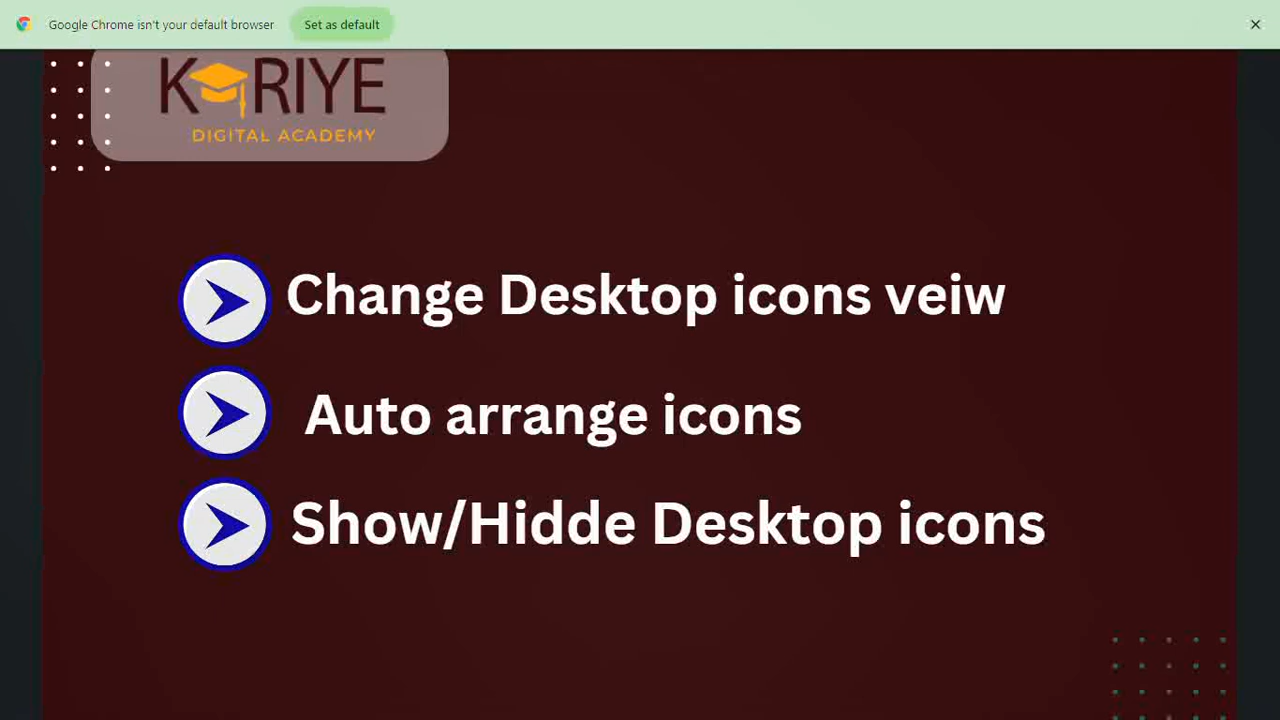 Google Chrome isn't your default browser
Set as default
KARIYE
DIGITAL ACADEMY
Change Desktop icons veiw
Auto arrange icons
Show/Hidde Desktop icons